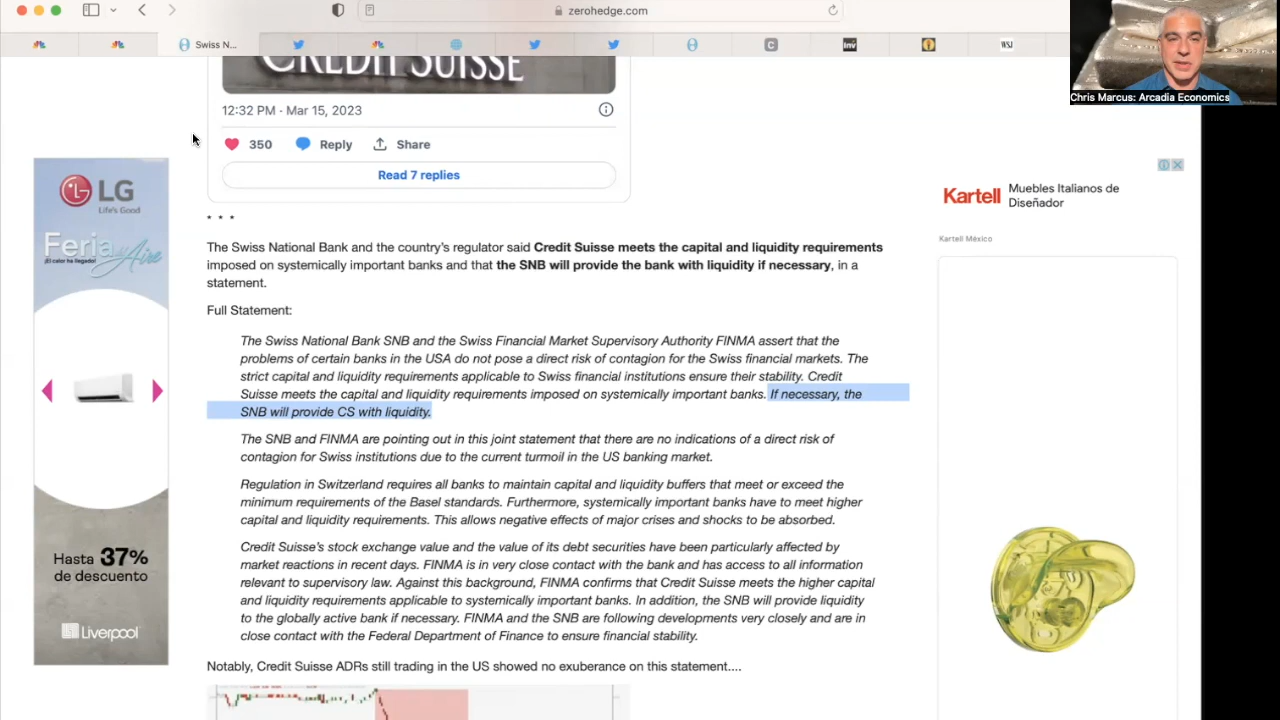 zerohedge.com
Swiss N...
inv
WSJ
Chris Marcus: Arcadia Economics
CREDIT SUISSE
12:32 PM - Mar 15, 2023
350
Reply
Share
Read 7 replies
LG
Life's Good
Feria del Aire
Hasta 37%
de descuento
Liverpool
* * *
The Swiss National Bank and the country's regulator said Credit Suisse meets the capital and liquidity requirements
imposed on systemically important banks and that the SNB will provide the bank with liquidity if necessary, in a
statement.
Full Statement:
The Swiss National Bank SNB and the Swiss Financial Market Supervisory Authority FINMA assert that the
problems of certain banks in the USA do not pose a direct risk of contagion for the Swiss financial markets. The
strict capital and liquidity requirements applicable to Swiss financial institutions ensure their stability. Credit
Suisse meets the capital and liquidity requirements imposed on systemically important banks. If necessary, the
SNB will provide CS with liquidity.
The SNB and FINMA are pointing out in this joint statement that there are no indications of a direct risk of
contagion for Swiss institutions due to the current turmoil in the US banking market.
Regulation in Switzerland requires all banks to maintain capital and liquidity buffers that meet or exceed the
minimum requirements of the Basel standards. Furthermore, systemically important banks have to meet higher
capital and liquidity requirements. This allows negative effects of major crises and shocks to be absorbed.
Credit Suisse's stock exchange value and the value of its debt securities have been particularly affected by
market reactions in recent days. FINMA is in very close contact with the bank and has access to all information
relevant to supervisory law. Against this background, FINMA confirms that Credit Suisse meets the higher capital
and liquidity requirements applicable to systemically important banks. In addition, the SNB will provide liquidity
to the globally active bank if necessary. FINMA and the SNB are following developments very closely and are in
close contact with the Federal Department of Finance to ensure financial stability.
Notably, Credit Suisse ADRs still trading in the US showed no exuberance on this statement....
Kartell
Muebles Italianos de
Diseñador
Kartell México